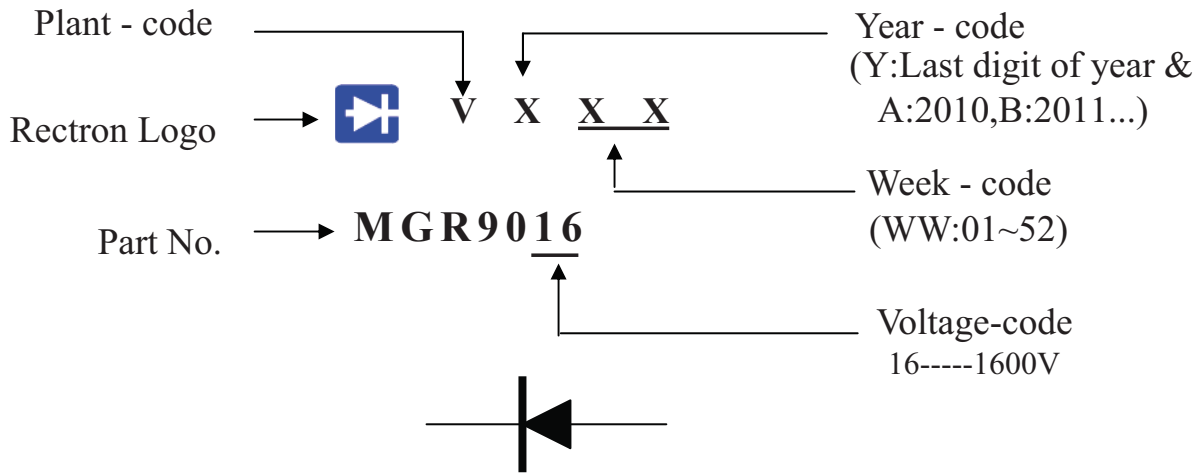 Plant - code
Year - code
(Y:Last digit of year &
A:2010,B:2011...)
Rectron Logo
V X X X
Week - code
(WW:01~52)
Part No.
MGR9016
Voltage-code
16-----1600V